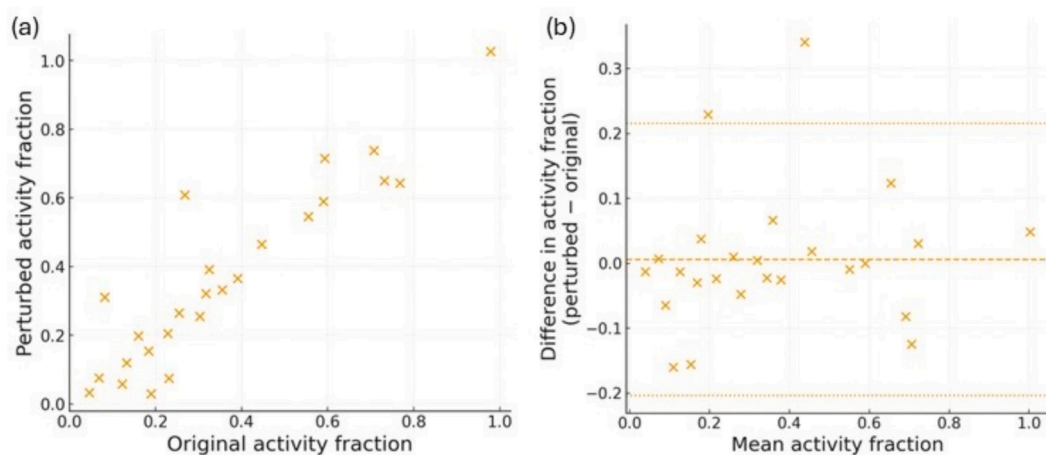 (a)
Perturbed activity fraction
1.0
0.8
0.6
0.4
0.2
0.0
0.0 0.2 0.4 0.6 0.8 1.0
Original activity fraction
(b)
Difference in activity fraction
(perturbed − original)
0.3
0.2
0.1
0.0
−0.1
−0.2
0.0 0.2 0.4 0.6 0.8 1.0
Mean activity fraction